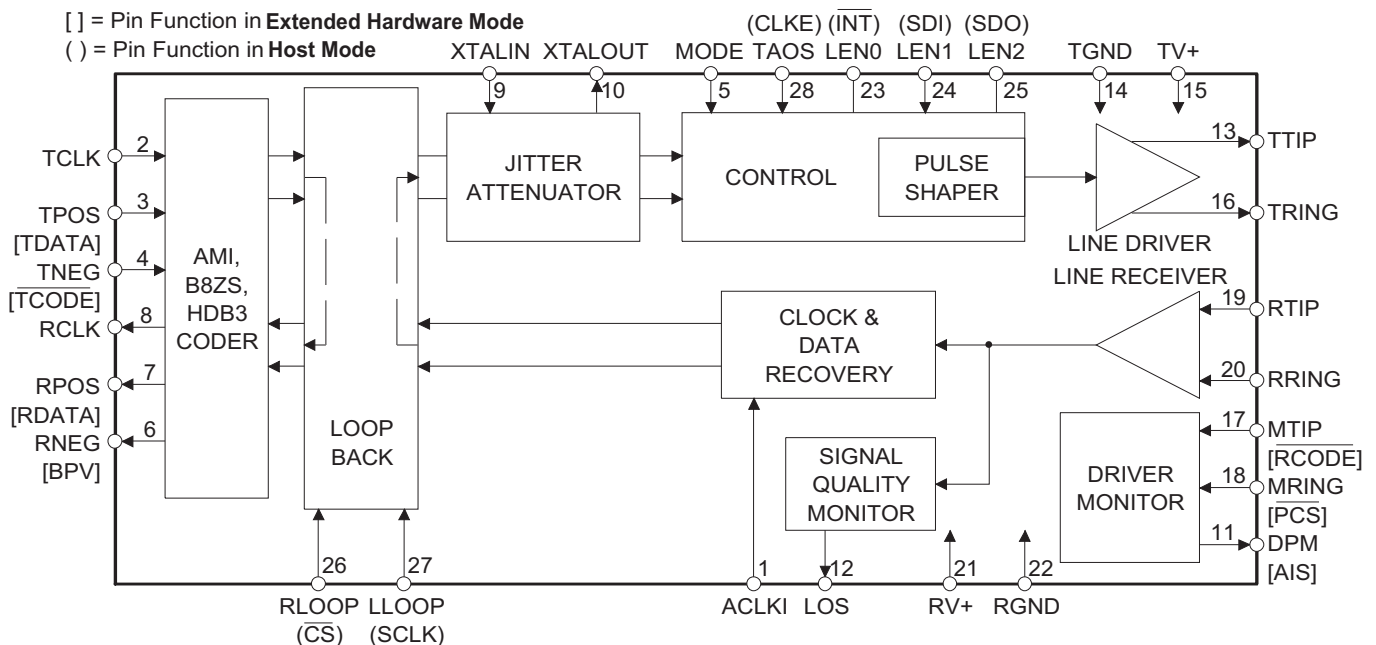 [ ] = Pin Function in Extended Hardware Mode
( ) = Pin Function in Host Mode
(CLKE) (I̅N̅T̅) (SDI) (SDO)
XTALIN XTALOUT MODE TAOS LEN0 LEN1 LEN2 TGND TV+
9 10 5 28 23 24 25 14 15
TCLK 2
TPOS 3
[TDATA]
TNEG 4
[T̅C̅O̅D̅E̅]
RCLK 8
RPOS 7
[RDATA]
RNEG 6
[BPV]
AMI,
B8ZS,
HDB3
CODER
LOOP
BACK
JITTER
ATTENUATOR
CONTROL
PULSE
SHAPER
LINE DRIVER
LINE RECEIVER
13 TTIP
16 TRING
19 RTIP
20 RRING
CLOCK &
DATA
RECOVERY
SIGNAL
QUALITY
MONITOR
DRIVER
MONITOR
17 MTIP
[R̅C̅O̅D̅E̅]
18 MRING
[P̅C̅S̅]
11 DPM
[AIS]
26 27 1 12 21 22
RLOOP LLOOP ACLKI LOS RV+ RGND
(C̅S̅) (SCLK)